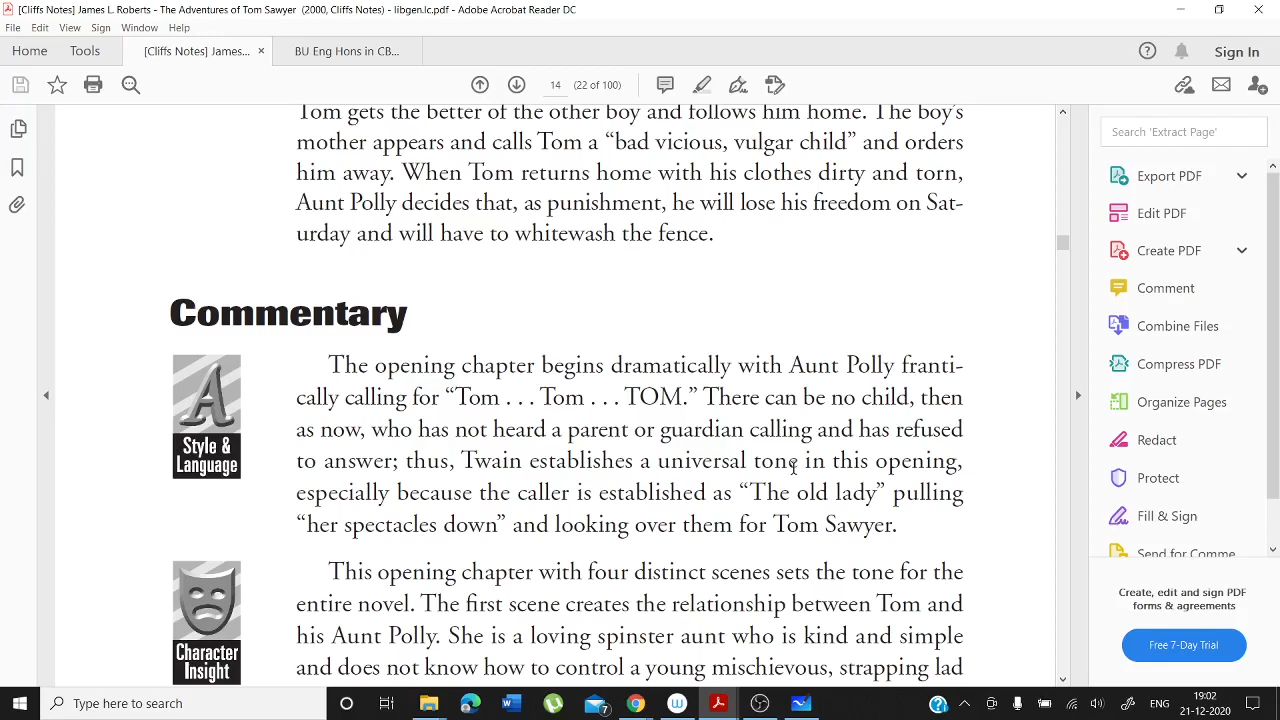 [Cliffs Notes] James L. Roberts - The Adventures of Tom Sawyer (2000, Cliffs Notes) - libgen.lc.pdf - Adobe Acrobat Reader DC
File Edit View Sign Window Help
Home Tools [Cliffs Notes] James... × BU Eng Hons in CB... Sign In
14 (22 of 100)
Tom gets the better of the other boy and follows him home. The boy's
mother appears and calls Tom a “bad vicious, vulgar child” and orders
him away. When Tom returns home with his clothes dirty and torn,
Aunt Polly decides that, as punishment, he will lose his freedom on Sat-
urday and will have to whitewash the fence.
Commentary
Style &
Language
The opening chapter begins dramatically with Aunt Polly franti-
cally calling for “Tom . . . Tom . . . TOM.” There can be no child, then
as now, who has not heard a parent or guardian calling and has refused
to answer; thus, Twain establishes a universal tone in this opening,
especially because the caller is established as “The old lady” pulling
“her spectacles down” and looking over them for Tom Sawyer.
Character
Insight
This opening chapter with four distinct scenes sets the tone for the
entire novel. The first scene creates the relationship between Tom and
his Aunt Polly. She is a loving spinster aunt who is kind and simple
and does not know how to control a young mischievous, strapping lad
Search 'Extract Page'
Export PDF
Edit PDF
Create PDF
Comment
Combine Files
Compress PDF
Organize Pages
Redact
Protect
Fill & Sign
Send for Comme
Create, edit and sign PDF
forms & agreements
Free 7-Day Trial
Type here to search
7
ENG
19:02
21-12-2020